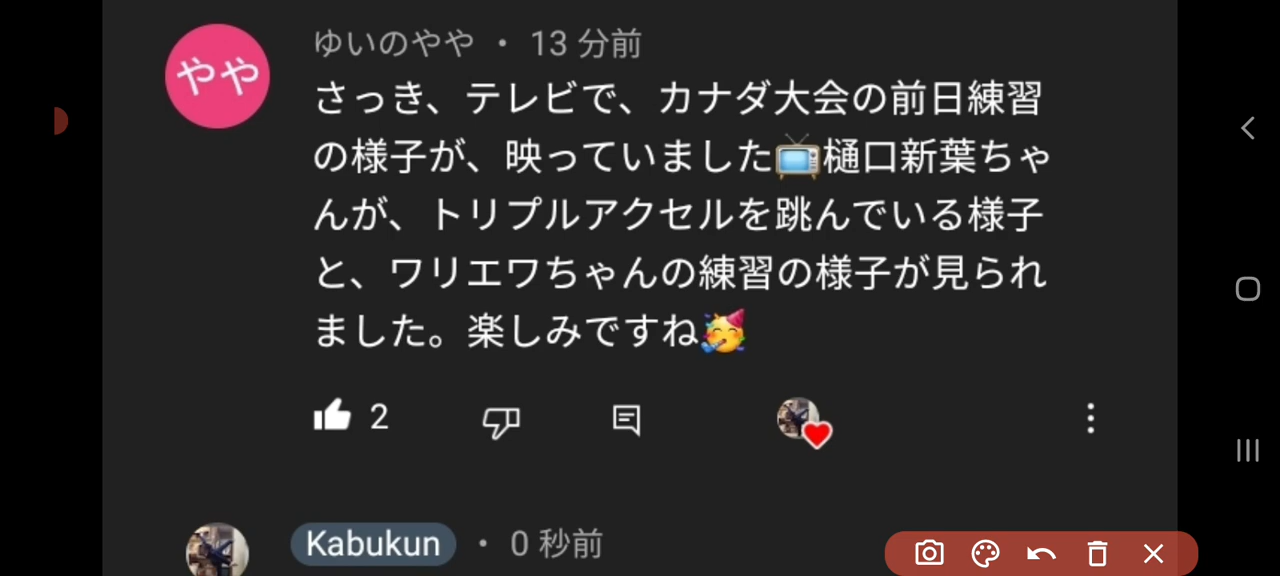 やや
ゆいのやや • 13 分前
さっき、テレビで、カナダ大会の前日練習
の様子が、映っていました📺樋口新葉ちゃ
んが、トリプルアクセルを跳んでいる様子
と、ワリエワちゃんの練習の様子が見られ
ました。楽しみですね🥳
2
Kabukun • 0 秒前